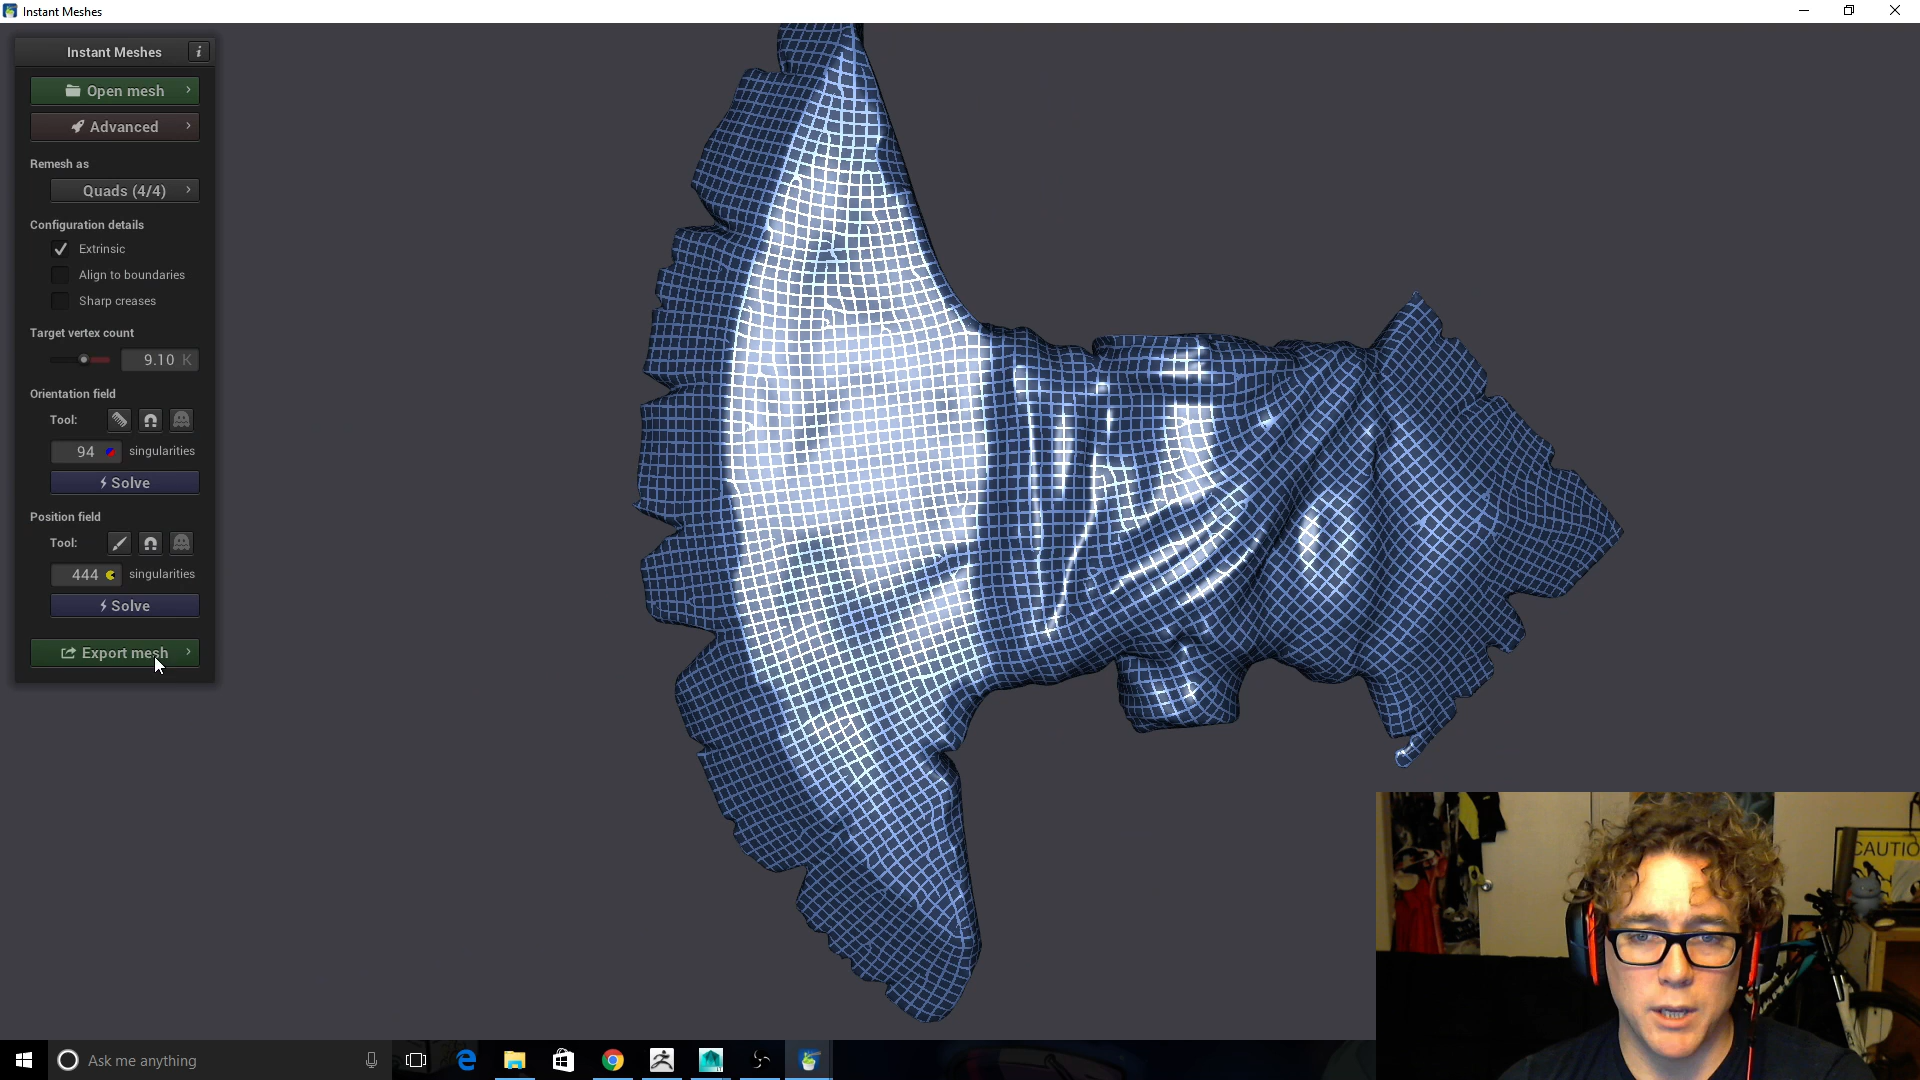 Instant Meshes
Instant Meshes i
Open mesh
Advanced
Remesh as
Quads (4/4)
Configuration details
Extrinsic
Align to boundaries
Sharp creases
Target vertex count
9.10 K
Orientation field
Tool:
94 singularities
Solve
Position field
Tool:
444 singularities
Solve
Export mesh
CAUTIO
Ask me anything